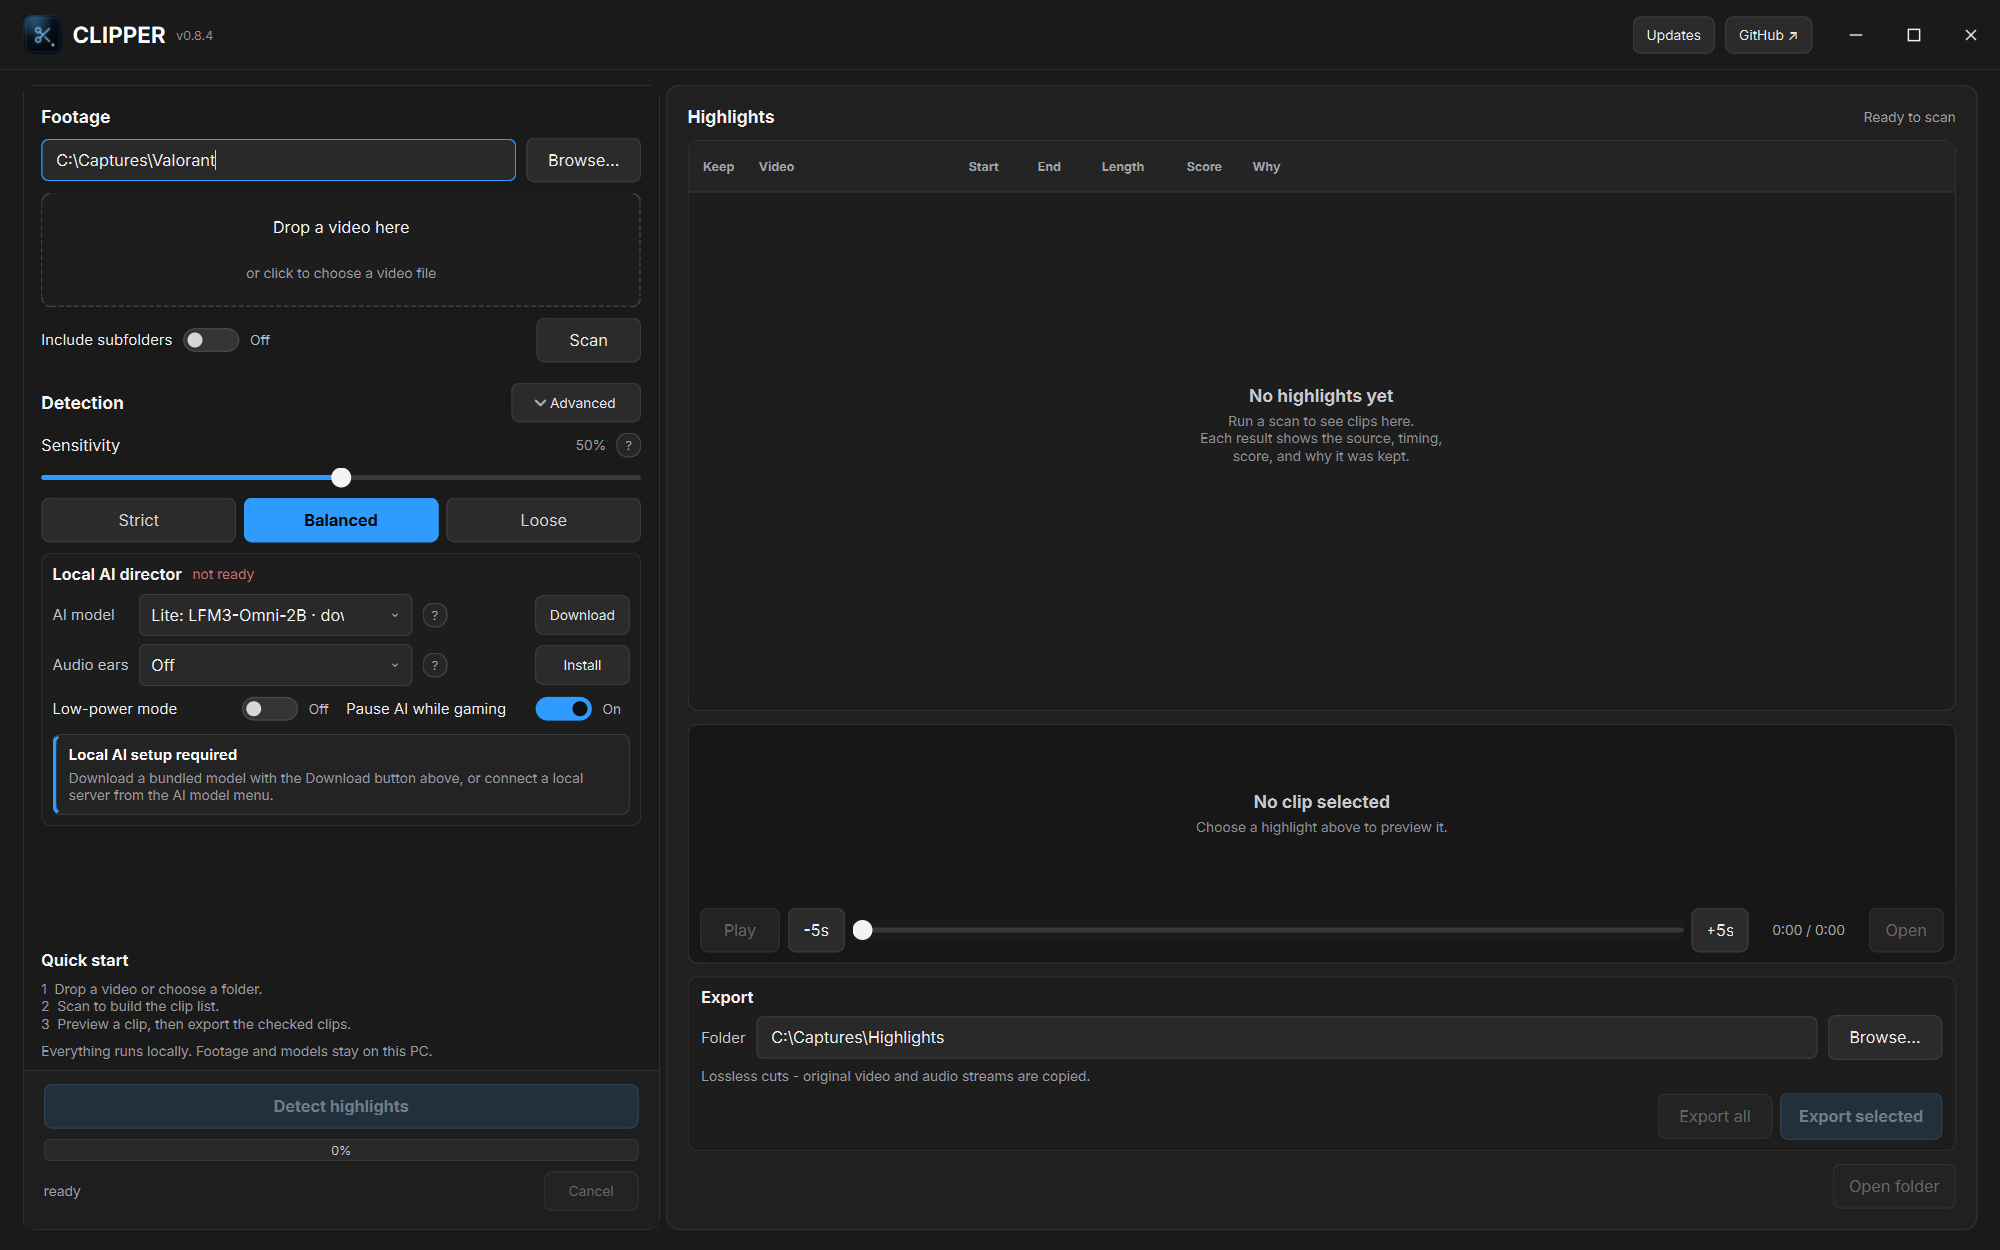 CLIPPER v0.8.4
Updates
GitHub ↗
Footage
C:\Captures\Valorant
Browse...
Drop a video here
or click to choose a video file
Include subfolders Off
Scan
Detection
Advanced
Sensitivity 50% ?
Strict
Balanced
Loose
Local AI director not ready
AI model Lite: LFM3-Omni-2B · dov ? Download
Audio ears Off ? Install
Low-power mode Off Pause AI while gaming On
Local AI setup required
Download a bundled model with the Download button above, or connect a local
server from the AI model menu.
Quick start
1 Drop a video or choose a folder.
2 Scan to build the clip list.
3 Preview a clip, then export the checked clips.
Everything runs locally. Footage and models stay on this PC.
Detect highlights
0%
ready
Cancel
Highlights
Ready to scan
Keep Video Start End Length Score Why
No highlights yet
Run a scan to see clips here.
Each result shows the source, timing,
score, and why it was kept.
No clip selected
Choose a highlight above to preview it.
Play -5s +5s 0:00 / 0:00 Open
Export
Folder C:\Captures\Highlights Browse...
Lossless cuts - original video and audio streams are copied.
Export all
Export selected
Open folder